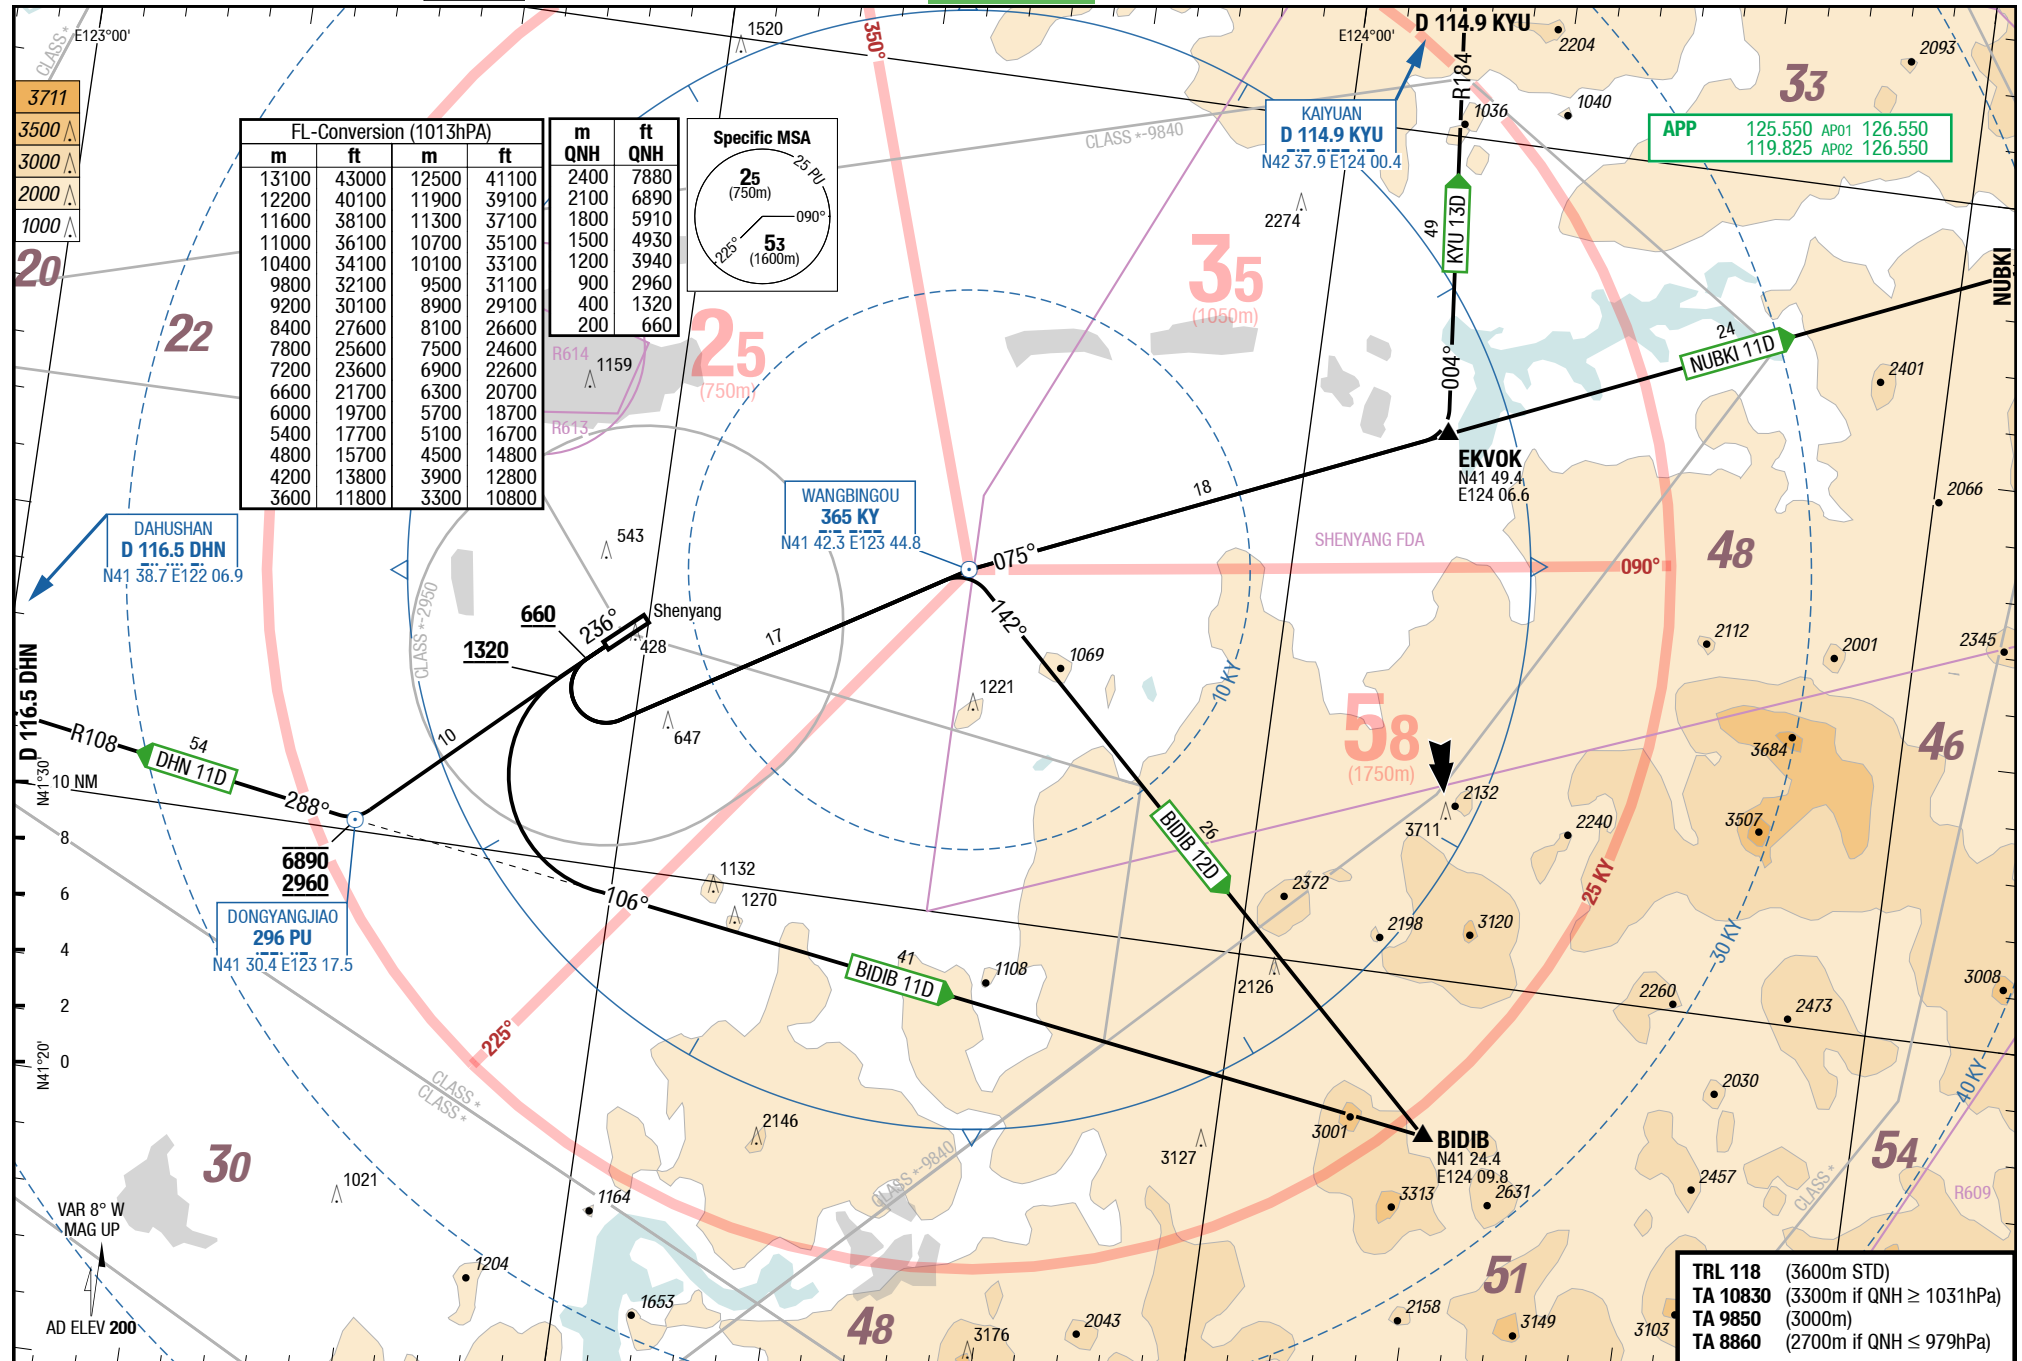 E123°00'
1520
350°
E124°00'
D 114.9 KYU
2204
2093
CLASS *
33
3711
3500
3000
2000
1000
20
22
FL-Conversion (1013hPA)
m ft m ft
13100 43000 12500 41100
12200 40100 11900 39100
11600 38100 11300 37100
11000 36100 10700 35100
10400 34100 10100 33100
9800 32100 9500 31100
9200 30100 8900 29100
8400 27600 8100 26600
7800 25600 7500 24600
7200 23600 6900 22600
6600 21700 6300 20700
6000 19700 5700 18700
5400 17700 5100 16700
4800 15700 4500 14800
4200 13800 3900 12800
3600 11800 3300 10800
m ft
QNH QNH
2400 7880
2100 6890
1800 5910
1500 4930
1200 3940
900 2960
400 1320
200 660
Specific MSA
25 PU
25
(750m)
090°
225°
53
(1600m)
CLASS *-9840
KAIYUAN
D 114.9 KYU
N42 37.9 E124 00.4
R184
1036
1040
APP 125.550 AP01 126.550
119.825 AP02 126.550
2274
49
KYU 13D
004°
35
(1050m)
25
(750m)
R614
1159
R613
NUBKI
24
NUBKI 11D
2401
EKVOK
N41 49.4
E124 06.6
2066
18
WANGBINGOU
365 KY
N41 42.3 E123 44.8
075°
SHENYANG FDA
48
090°
DAHUSHAN
D 116.5 DHN
N41 38.7 E122 06.9
543
CLASS *-2950
660
236°
Shenyang
428
1320
17
142°
1069
10 KY
1221
647
2112
2001
2345
D 116.5 DHN
R108
54
DHN 11D
10
288°
N41°30'
10 NM
8
6
4
2
0
N41°20'
58
(1750m)
2132
3711
2240
3684
3507
46
6890
2960
DONGYANGJIAO
296 PU
N41 30.4 E123 17.5
1132
1270
106°
26
BIDIB 12D
2372
2198
3120
25 KY
30 KY
41
BIDIB 11D
1108
2126
2260
2473
3008
225°
CLASS *
CLASS *
2030
40 KY
2146
3001
BIDIB
N41 24.4
E124 09.8
3127
3313
2631
2457
54
R609
CLASS *
CLASS *-9840
30
1021
1164
VAR 8° W
MAG UP
1204
1653
AD ELEV 200
48
3176
2043
2158
51
3149
3103
TRL 118 (3600m STD)
TA 10830 (3300m if QNH ≥ 1031hPa)
TA 9850 (3000m)
TA 8860 (2700m if QNH ≤ 979hPa)